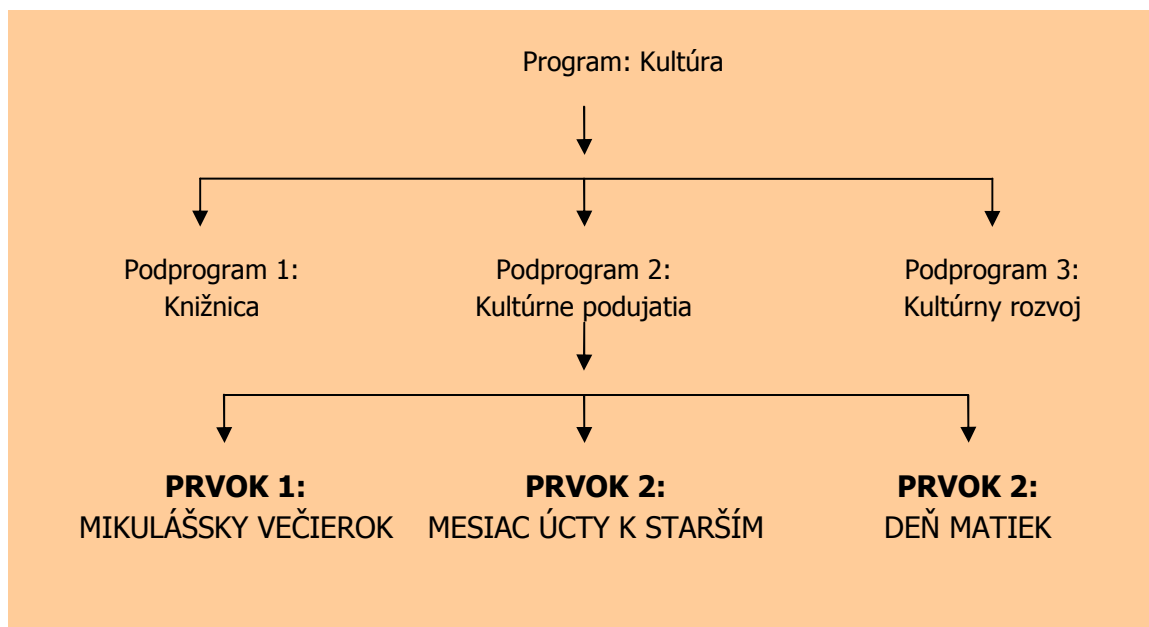 Program: Kultúra
Podprogram 1:
Knižnica
Podprogram 2:
Kultúrne podujatia
Podprogram 3:
Kultúrny rozvoj
PRVOK 1:
MIKULÁŠSKY VEČIEROK
PRVOK 2:
MESIAC ÚCTY K STARŠÍM
PRVOK 2:
DEŇ MATIEK